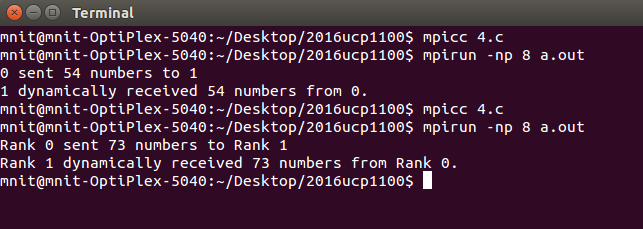 Terminal
mnit@mnit-OptiPlex-5040:~/Desktop/2016ucp1100$ mpicc 4.c
mnit@mnit-OptiPlex-5040:~/Desktop/2016ucp1100$ mpirun -np 8 a.out
0 sent 54 numbers to 1
1 dynamically received 54 numbers from 0.
mnit@mnit-OptiPlex-5040:~/Desktop/2016ucp1100$ mpicc 4.c
mnit@mnit-OptiPlex-5040:~/Desktop/2016ucp1100$ mpirun -np 8 a.out
Rank 0 sent 73 numbers to Rank 1
Rank 1 dynamically received 73 numbers from Rank 0.
mnit@mnit-OptiPlex-5040:~/Desktop/2016ucp1100$